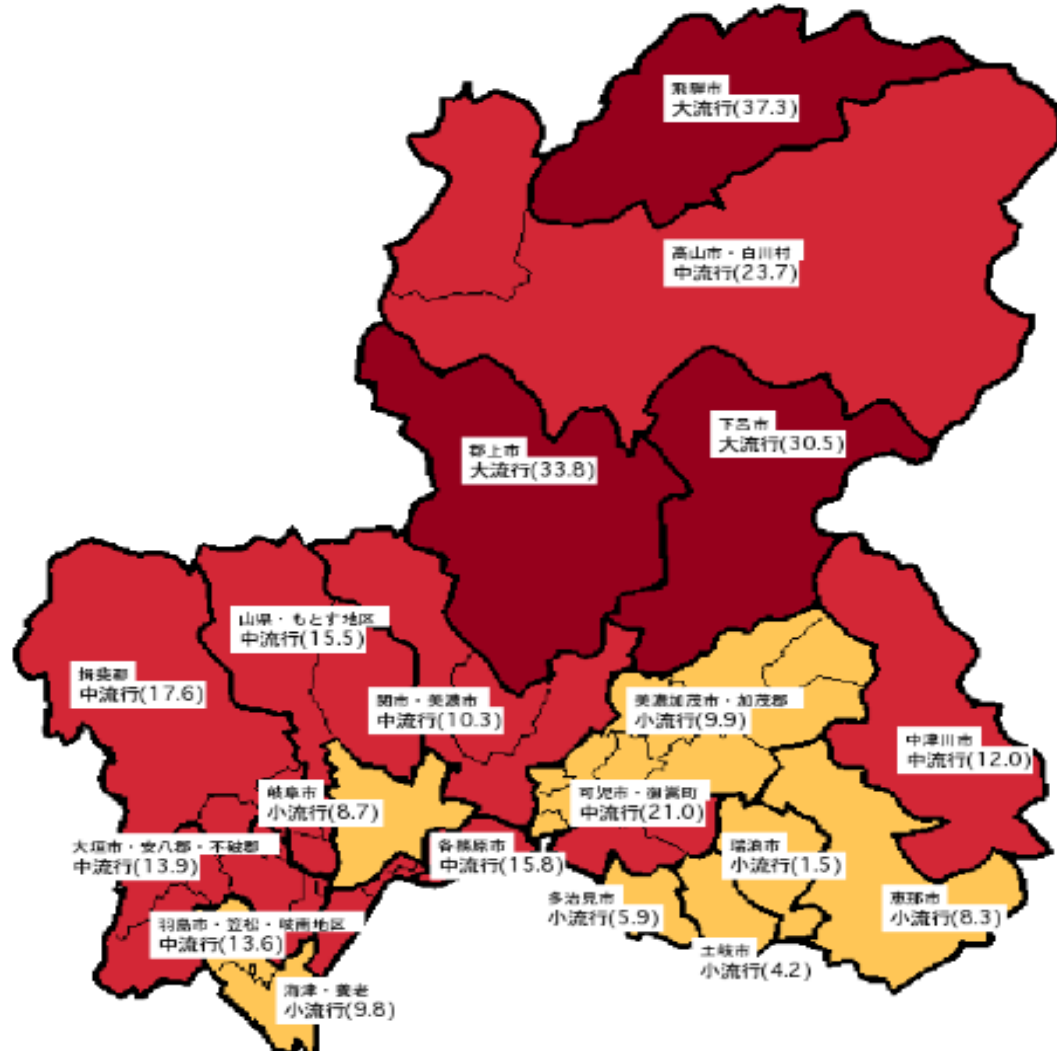 飛騨市
大流行(37.3)
高山市・白川村
中流行(23.7)
下呂市
大流行(30.5)
郡上市
大流行(33.8)
山県・もとす地区
中流行(15.5)
揖斐郡
中流行(17.6)
関市・美濃市
中流行(10.3)
美濃加茂市・加茂郡
小流行(9.9)
中津川市
中流行(12.0)
岐阜市
小流行(8.7)
可児市・御嵩町
中流行(21.0)
大垣市・安八郡・不破郡
中流行(13.9)
各務原市
中流行(15.8)
瑞浪市
小流行(1.5)
多治見市
小流行(5.9)
恵那市
小流行(8.3)
羽島市・笠松・岐南地区
中流行(13.6)
土岐市
小流行(4.2)
海津・養老
小流行(9.8)